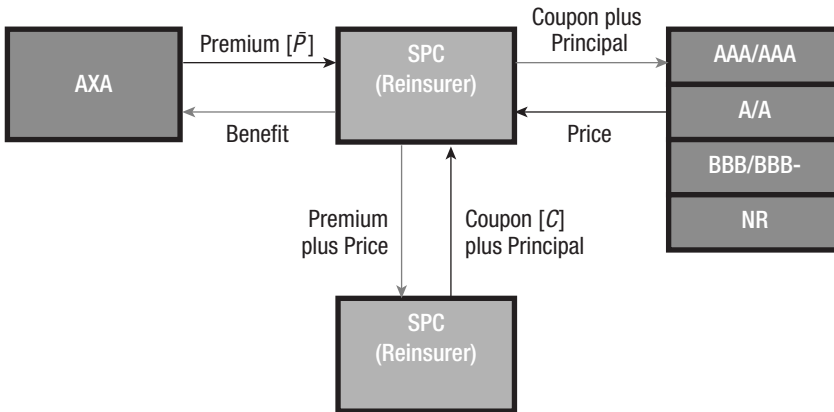 AXA
Premium [P̄]
Benefit
SPC
(Reinsurer)
Coupon plus
Principal
Price
AAA/AAA
A/A
BBB/BBB-
NR
Premium
plus Price
Coupon [C]
plus Principal
SPC
(Reinsurer)